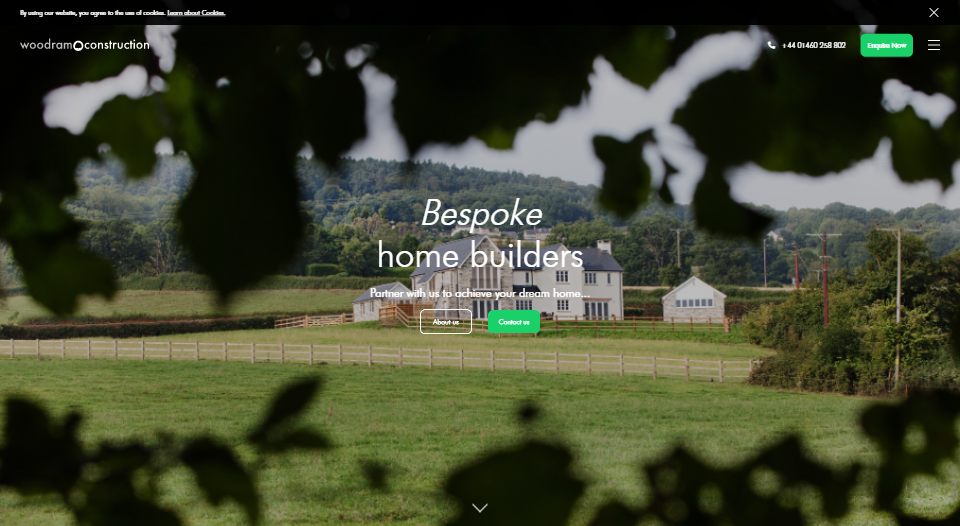 By using our website, you agree to the use of cookies. Learn about Cookies.
woodram construction
+44 01460 258 802
Enquire Now
Bespoke
home builders
Partner with us to achieve your dream home...
About us
Contact us